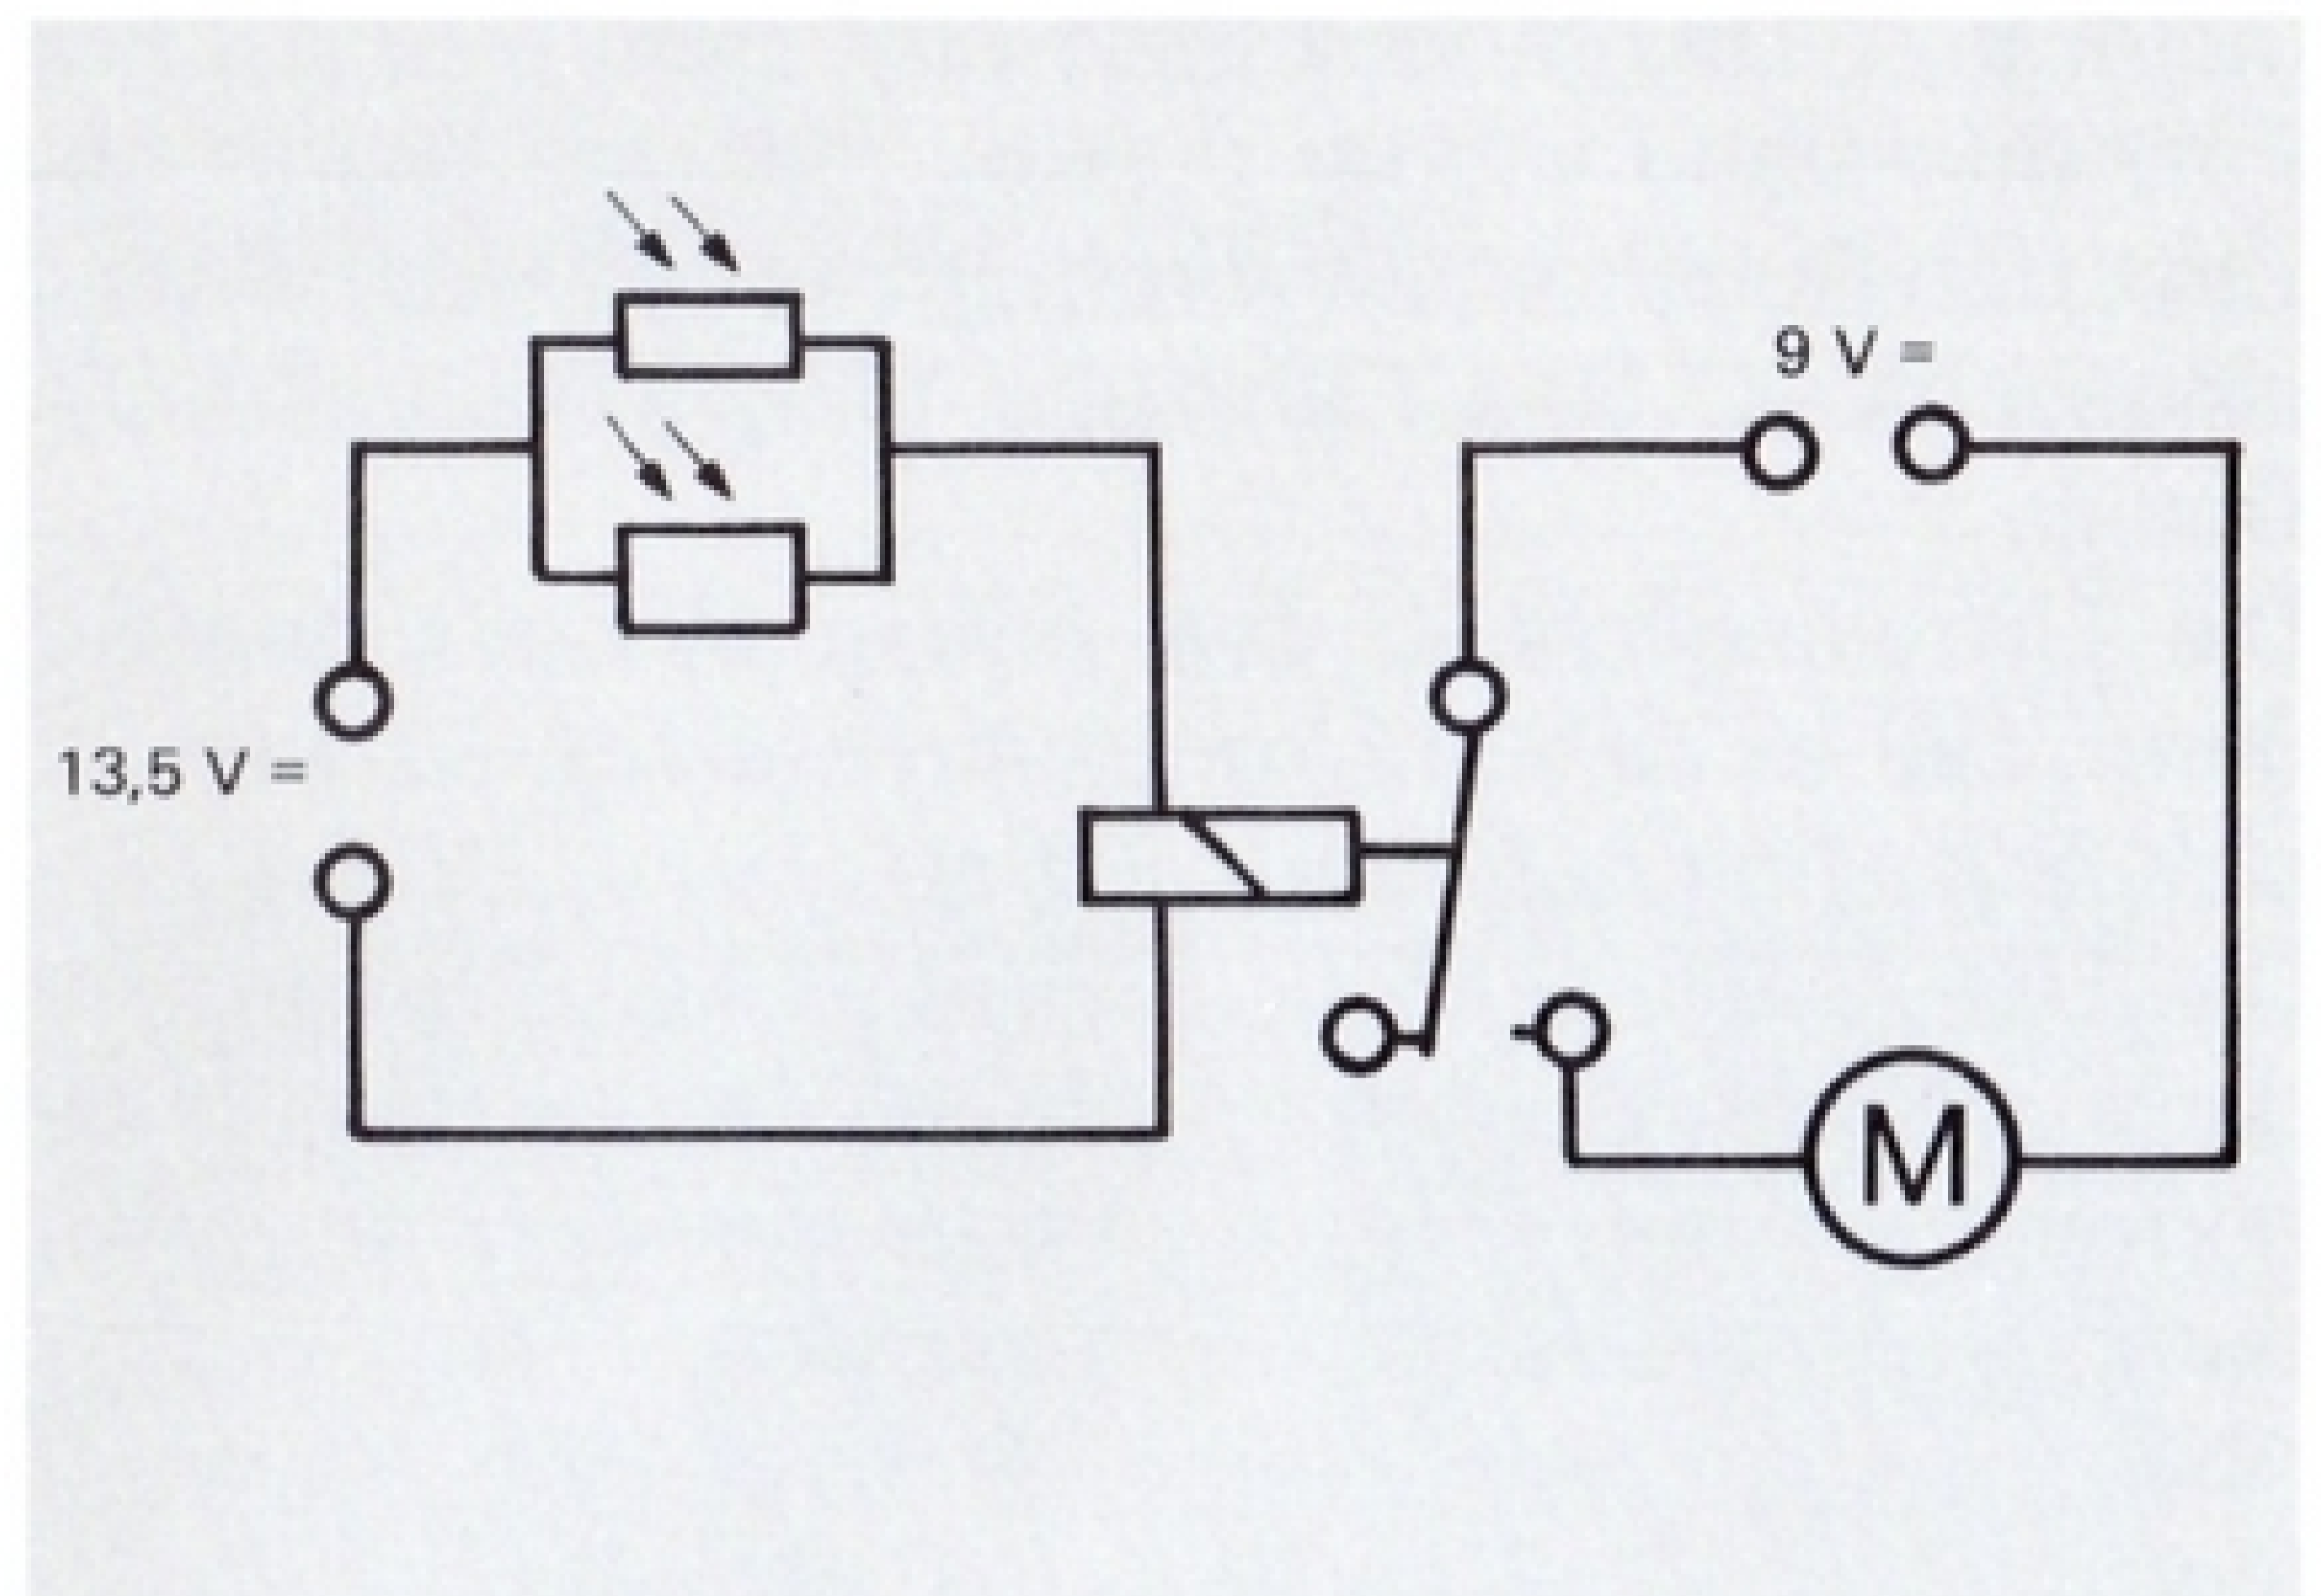 9 V =
13,5 V =
M